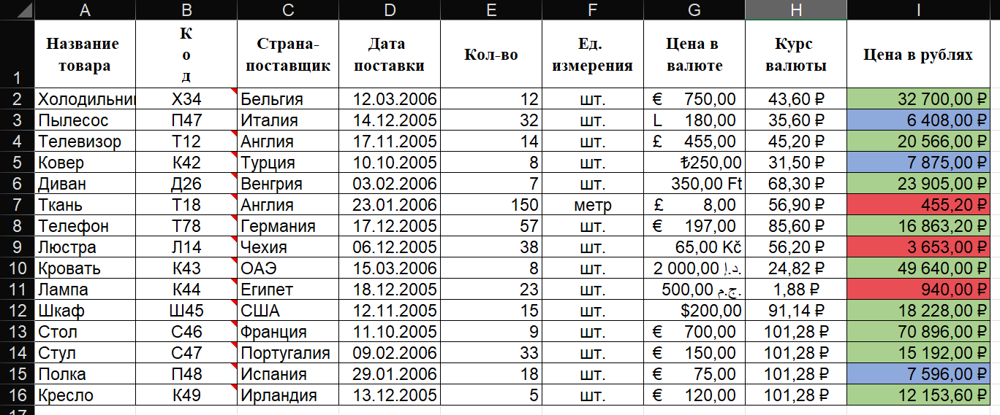 A B C D E F G H I
1 Название товара К о д Страна-поставщик Дата поставки Кол-во Ед. измерения Цена в валюте Курс валюты Цена в рублях
2 Холодильни Х34 Бельгия 12.03.2006 12 шт. € 750,00 43,60 ₽ 32 700,00 ₽
3 Пылесос П47 Италия 14.12.2005 32 шт. L 180,00 35,60 ₽ 6 408,00 ₽
4 Телевизор Т12 Англия 17.11.2005 14 шт. £ 455,00 45,20 ₽ 20 566,00 ₽
5 Ковер К42 Турция 10.10.2005 8 шт. ₺250,00 31,50 ₽ 7 875,00 ₽
6 Диван Д26 Венгрия 03.02.2006 7 шт. 350,00 Ft 68,30 ₽ 23 905,00 ₽
7 Ткань Т18 Англия 23.01.2006 150 метр £ 8,00 56,90 ₽ 455,20 ₽
8 Телефон Т78 Германия 17.12.2005 57 шт. € 197,00 85,60 ₽ 16 863,20 ₽
9 Люстра Л14 Чехия 06.12.2005 38 шт. 65,00 Kč 56,20 ₽ 3 653,00 ₽
10 Кровать К43 ОАЭ 15.03.2006 8 шт. 2 000,00 د.إ. 24,82 ₽ 49 640,00 ₽
11 Лампа К44 Египет 18.12.2005 23 шт. 500,00 ج.م. 1,88 ₽ 940,00 ₽
12 Шкаф Ш45 США 12.11.2005 15 шт. $200,00 91,14 ₽ 18 228,00 ₽
13 Стол С46 Франция 11.10.2005 9 шт. € 700,00 101,28 ₽ 70 896,00 ₽
14 Стул С47 Португалия 09.02.2006 33 шт. € 150,00 101,28 ₽ 15 192,00 ₽
15 Полка П48 Испания 29.01.2006 18 шт. € 75,00 101,28 ₽ 7 596,00 ₽
16 Кресло К49 Ирландия 13.12.2005 5 шт. € 120,00 101,28 ₽ 12 153,60 ₽